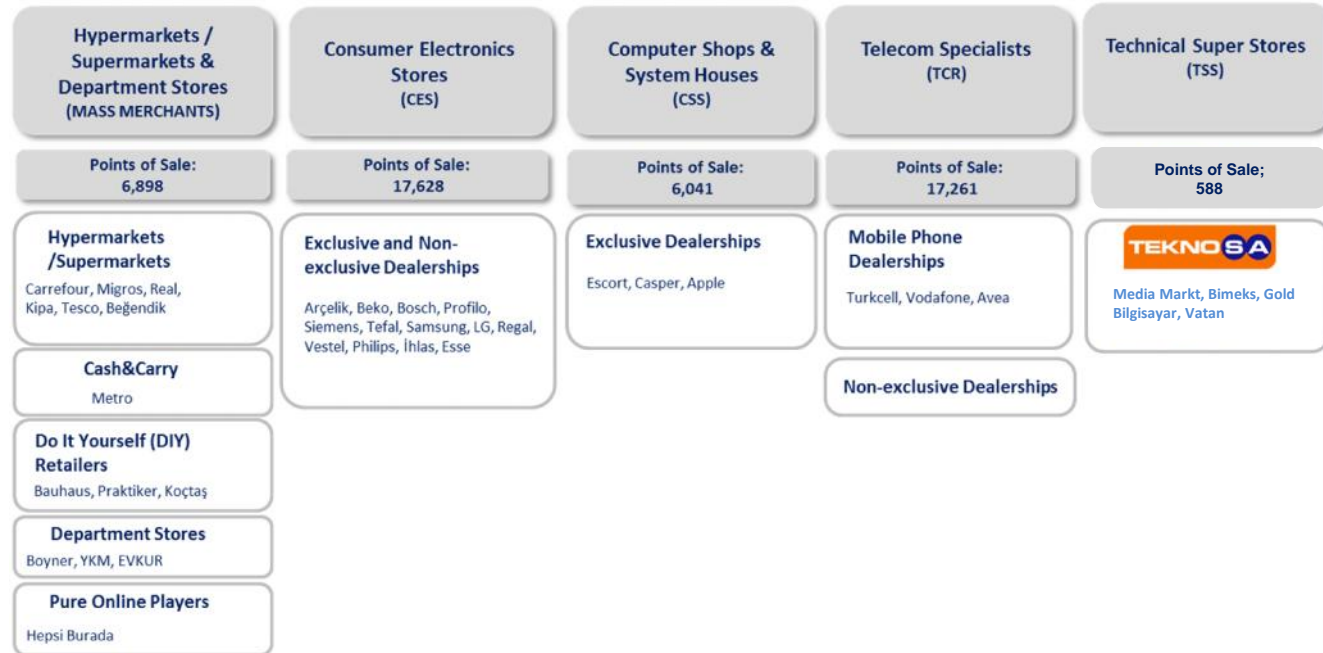 Hypermarkets /
Supermarkets &
Department Stores
(MASS MERCHANTS)
Points of Sale:
6,898
Hypermarkets
/Supermarkets
Carrefour, Migros, Real,
Kipa, Tesco, Beğendik
Cash&Carry
Metro
Do It Yourself (DIY)
Retailers
Bauhaus, Praktiker, Koçtaş
Department Stores
Boyner, YKM, EVKUR
Pure Online Players
Hepsi Burada
Consumer Electronics
Stores
(CES)
Points of Sale:
17,628
Exclusive and Non-
exclusive Dealerships
Arçelik, Beko, Bosch, Profilo,
Siemens, Tefal, Samsung, LG, Regal,
Vestel, Philips, İhlas, Esse
Computer Shops &
System Houses
(CSS)
Points of Sale:
6,041
Exclusive Dealerships
Escort, Casper, Apple
Telecom Specialists
(TCR)
Points of Sale:
17,261
Mobile Phone
Dealerships
Turkcell, Vodafone, Avea
Non-exclusive Dealerships
Technical Super Stores
(TSS)
Points of Sale;
588
TEKNOSA
Media Markt, Bimeks, Gold
Bilgisayar, Vatan